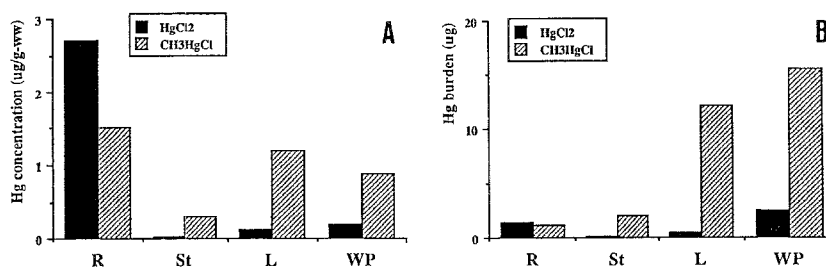 HgCl2
CH3HgCl
A
Hg concentration (ug/g-ww)
3
2
1
0
R St L WP
HgCl2
CH3HgCl
B
Hg burden (ug)
20
10
0
R St L WP